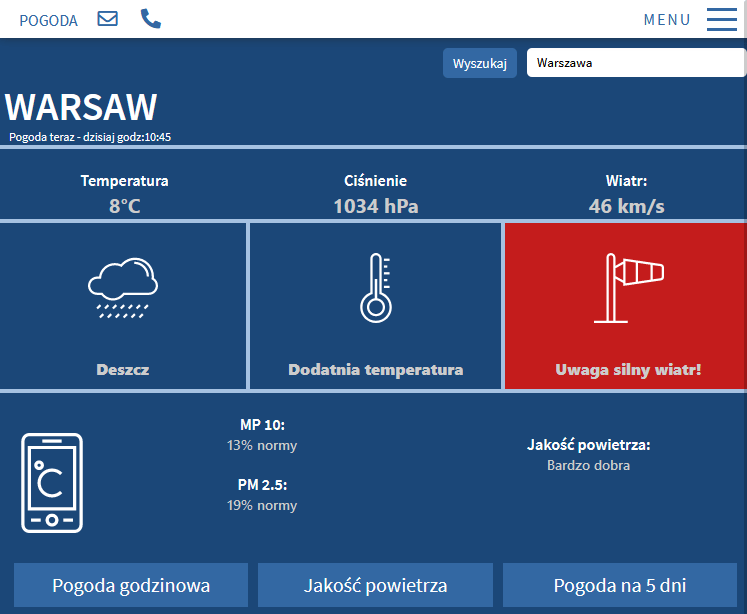 POGODA MENU
Wyszukaj Warszawa
WARSAW
Pogoda teraz - dzisiaj godz:10:45
Temperatura Ciśnienie Wiatr:
8°C 1034 hPa 46 km/s
Deszcz Dodatnia temperatura Uwaga silny wiatr!
MP 10:
13% normy
Jakość powietrza:
Bardzo dobra
°C
PM 2.5:
19% normy
Pogoda godzinowa Jakość powietrza Pogoda na 5 dni